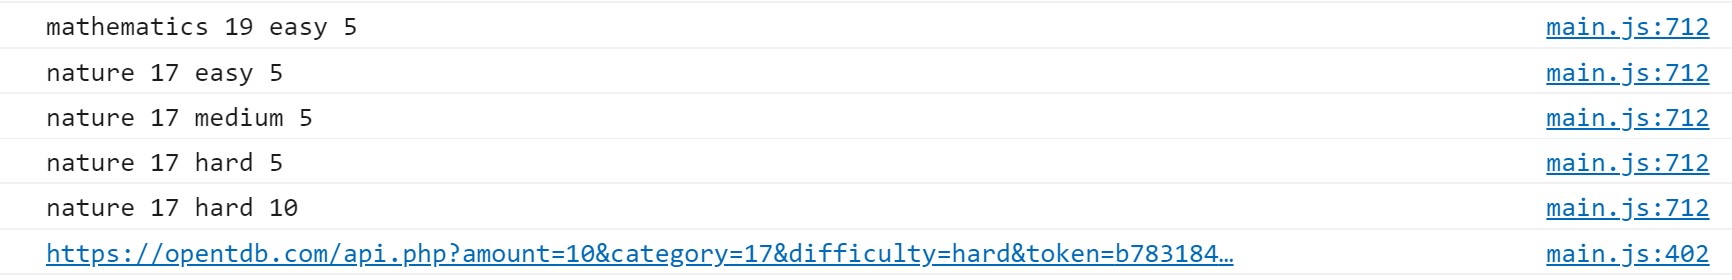 mathematics 19 easy 5 main.js:712
nature 17 easy 5 main.js:712
nature 17 medium 5 main.js:712
nature 17 hard 5 main.js:712
nature 17 hard 10 main.js:712
https://opentdb.com/api.php?amount=10&category=17&difficulty=hard&token=b783184… main.js:402